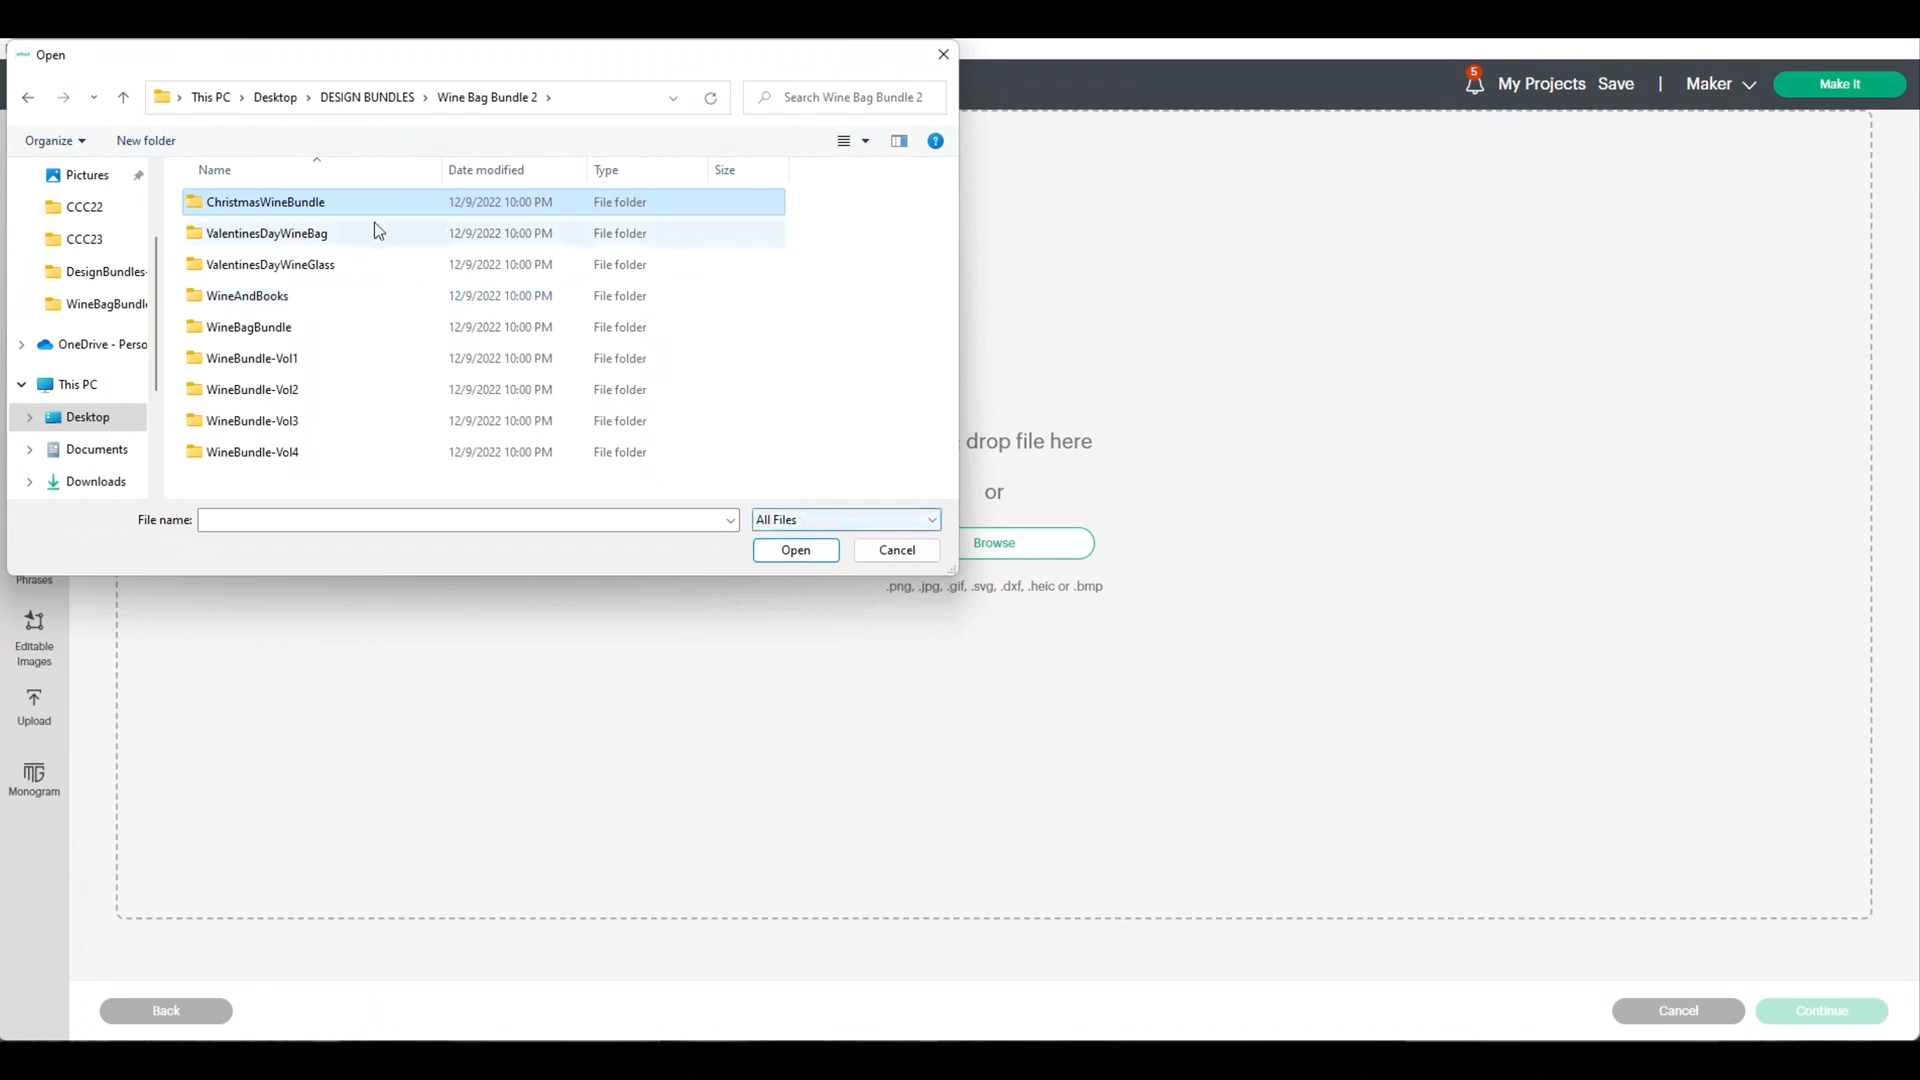 Open
This PC > Desktop > DESIGN BUNDLES > Wine Bag Bundle 2 >
Search Wine Bag Bundle 2
5
My Projects
Save
|
Maker
Make It
Organize
New folder
Name
Date modified
Type
Size
Pictures
CCC22
CCC23
DesignBundles-
WineBagBundle
OneDrive - Perso
This PC
Desktop
Documents
Downloads
ChristmasWineBundle 12/9/2022 10:00 PM File folder
ValentinesDayWineBag 12/9/2022 10:00 PM File folder
ValentinesDayWineGlass 12/9/2022 10:00 PM File folder
WineAndBooks 12/9/2022 10:00 PM File folder
WineBagBundle 12/9/2022 10:00 PM File folder
WineBundle-Vol1 12/9/2022 10:00 PM File folder
WineBundle-Vol2 12/9/2022 10:00 PM File folder
WineBundle-Vol3 12/9/2022 10:00 PM File folder
WineBundle-Vol4 12/9/2022 10:00 PM File folder
File name:
All Files
Open
Cancel
drop file here
or
Browse
.png, .jpg, .gif, .svg, .dxf, .heic or .bmp
Phrases
Editable
Images
Upload
MG
Monogram
Back
Cancel
Continue